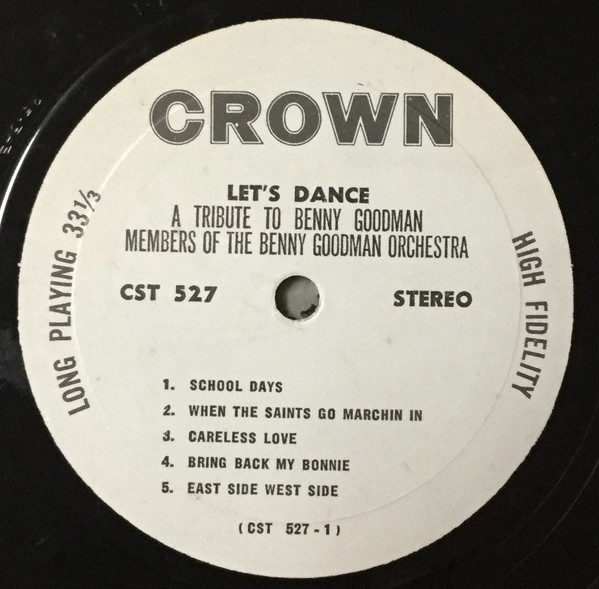 CROWN
LET'S DANCE
A TRIBUTE TO BENNY GOODMAN
MEMBERS OF THE BENNY GOODMAN ORCHESTRA
CST 527
STEREO
LONG PLAYING 33 1/3
HIGH FIDELITY
1. SCHOOL DAYS
2. WHEN THE SAINTS GO MARCHIN IN
3. CARELESS LOVE
4. BRING BACK MY BONNIE
5. EAST SIDE WEST SIDE
( CST 527 - 1 )